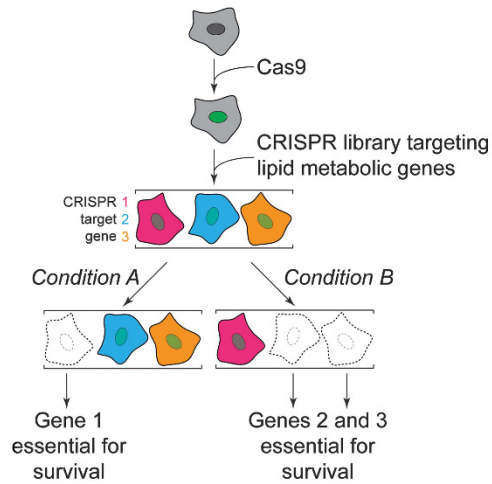 Cas9
CRISPR library targeting
lipid metabolic genes
CRISPR 1
target 2
gene 3
Condition A
Condition B
Gene 1
essential for
survival
Genes 2 and 3
essential for
survival